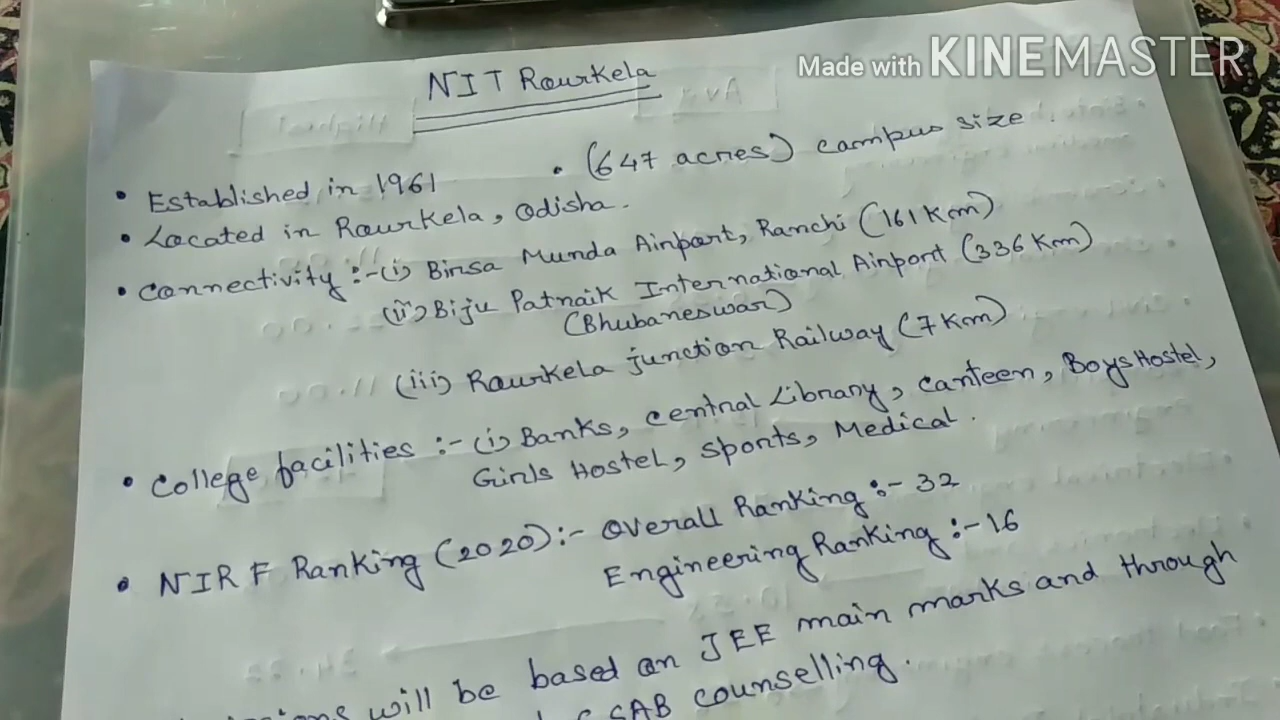 Made with KINEMASTER
NIT Rourkela
• Established in 1961 • (647 acres) campus size.
• Located in Rourkela, Odisha.
• Connectivity :- (i) Birsa Munda Airport, Ranchi (161 Km)
(ii) Biju Patnaik International Airport (336 Km)
(Bhubaneswar)
(iii) Rourkela junction Railway (7 Km)
• College facilities :- (i) Banks, central Library, canteen, Boys Hostel,
Girls Hostel, sports, Medical.
• NIRF Ranking (2020):- Overall Ranking :- 32
Engineering Ranking :- 16
will be based on JEE main marks and through
CSAB counselling.